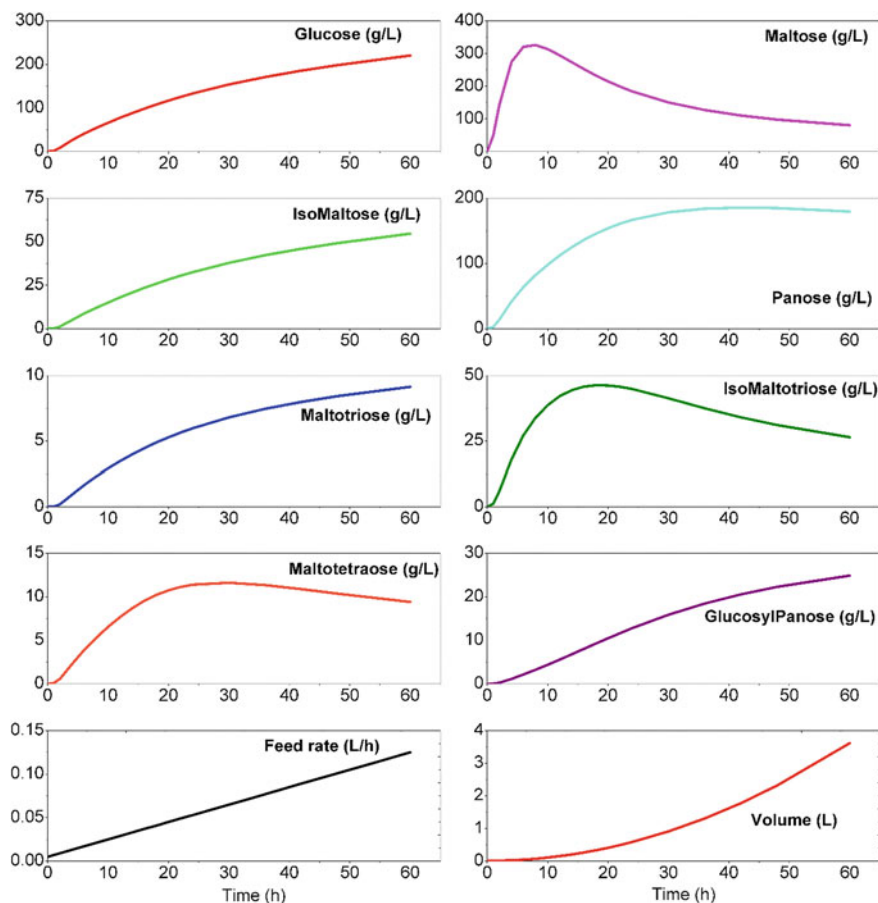 300
200
100
0
0 10 20 30 40 50 60
Glucose (g/L)
400
300
200
100
0
0 10 20 30 40 50 60
Maltose (g/L)
75
50
25
0
0 10 20 30 40 50 60
IsoMaltose (g/L)
200
100
0
0 10 20 30 40 50 60
Panose (g/L)
10
5
0
0 10 20 30 40 50 60
Maltotriose (g/L)
50
25
0
0 10 20 30 40 50 60
IsoMaltotriose (g/L)
15
10
5
0
0 10 20 30 40 50 60
Maltotetraose (g/L)
30
20
10
0
0 10 20 30 40 50 60
GlucosylPanose (g/L)
0.15
0.10
0.05
0.00
0 10 20 30 40 50 60
Feed rate (L/h)
Time (h)
4
3
2
1
0
0 10 20 30 40 50 60
Volume (L)
Time (h)